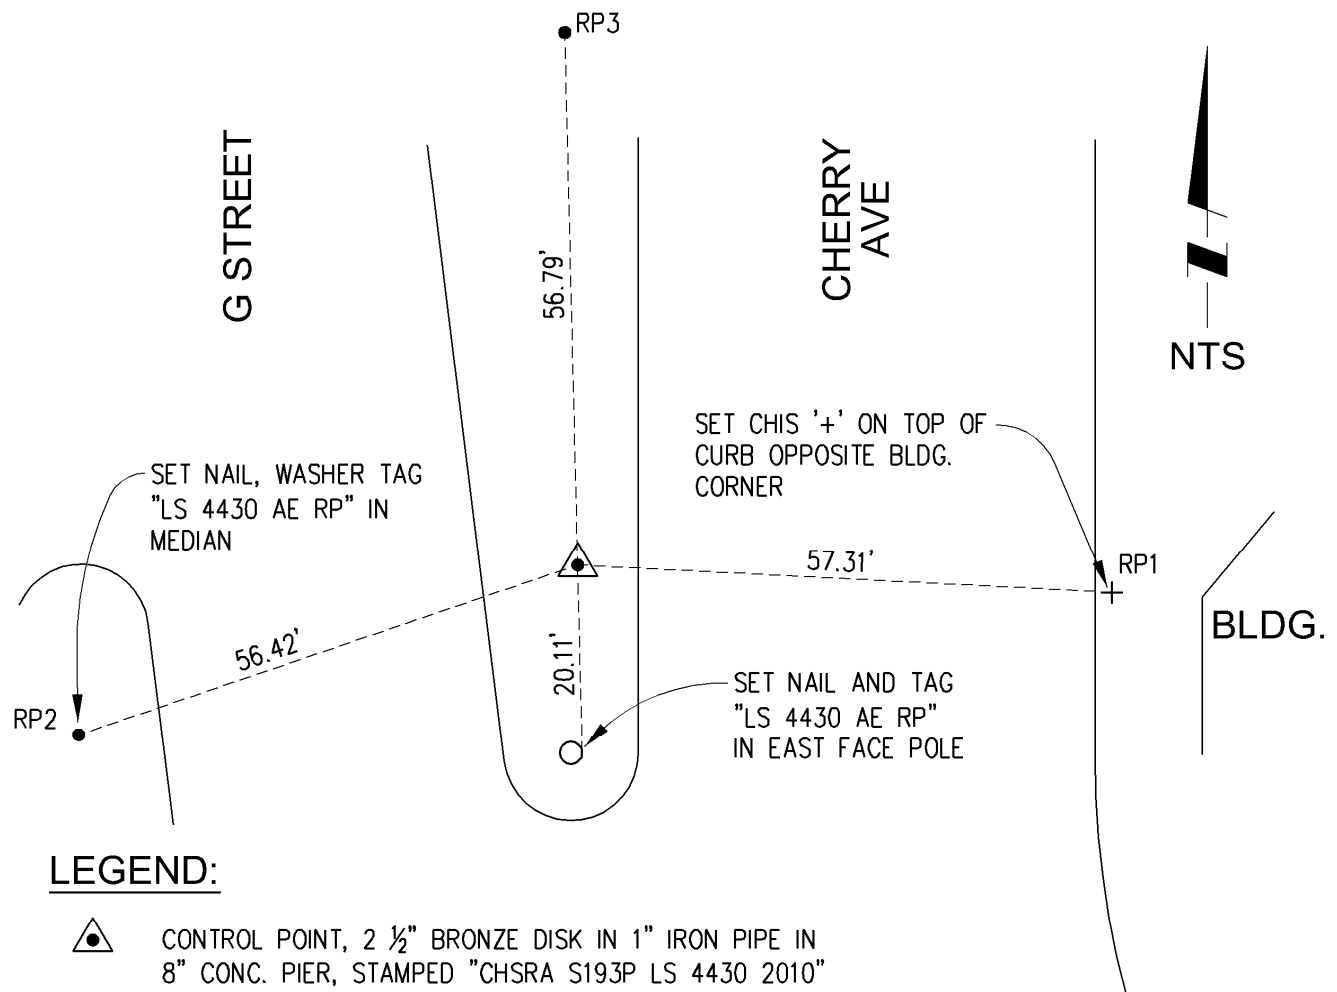 RP3
G STREET
CHERRY
AVE
56.79'
NTS
SET CHIS '+' ON TOP OF
CURB OPPOSITE BLDG.
CORNER
SET NAIL, WASHER TAG
"LS 4430 AE RP" IN
MEDIAN
57.31'
RP1
BLDG.
56.42'
20.11'
RP2
SET NAIL AND TAG
"LS 4430 AE RP"
IN EAST FACE POLE
LEGEND:
CONTROL POINT, 2 ½" BRONZE DISK IN 1" IRON PIPE IN
8" CONC. PIER, STAMPED "CHSRA S193P LS 4430 2010"